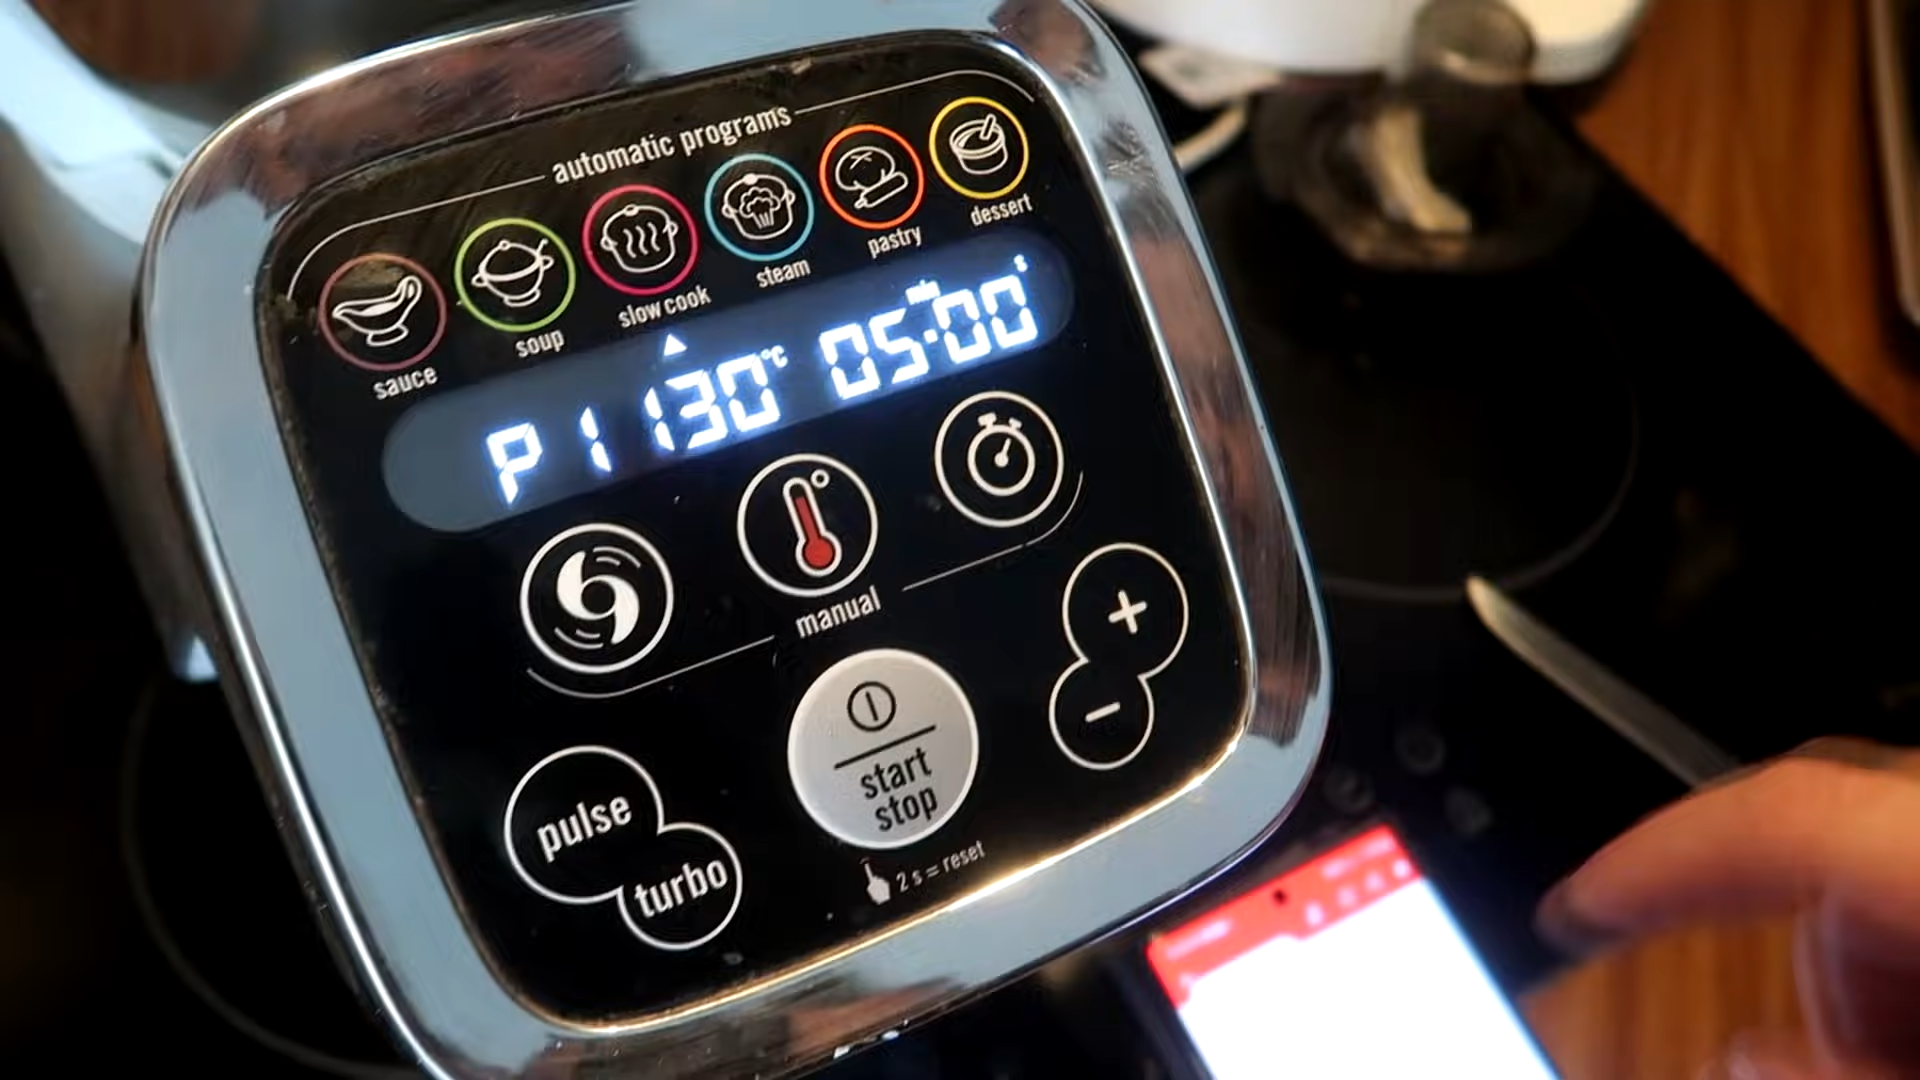 automatic programs
sauce
soup
slow cook
steam
pastry
dessert
P 1 130°C 05:00
min
s
manual
+
-
pulse
turbo
start
stop
2 s = reset